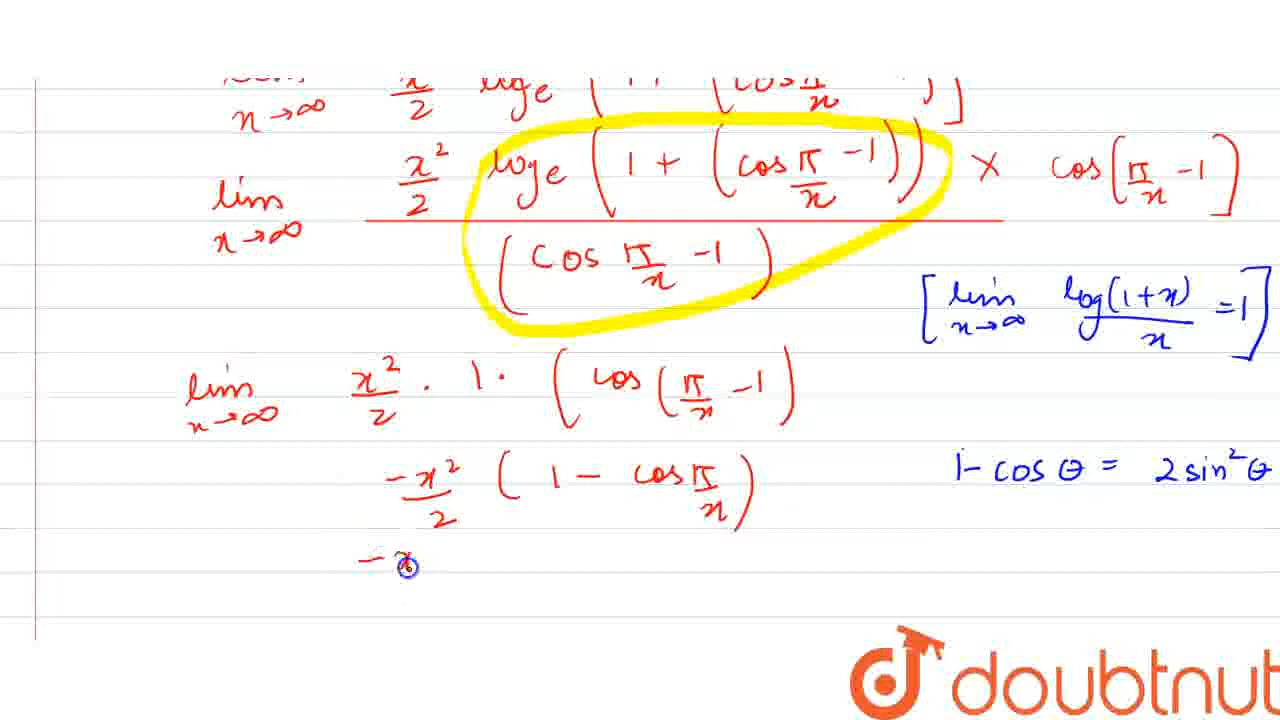 n→∞ x/2 loge (1+ (cos π/x ) ]
lim x→∞ x²/2 loge (1 + (cos π/x − 1)) / (cos π/x − 1) × cos(π/x − 1]
[lim x→∞ log(1+x)/x = 1]
lim x→∞ x²/2 · 1 · (cos (π/x − 1)
−x²/2 (1 − cos π/x)
1 − cos θ = 2 sin² θ
− x
doubtnut